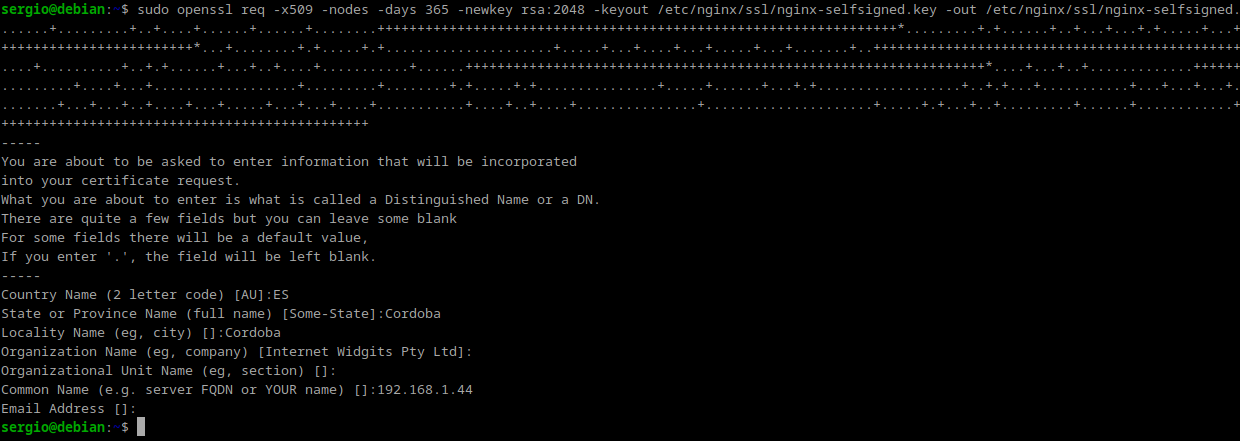 sergio@debian:~$ sudo openssl req -x509 -nodes -days 365 -newkey rsa:2048 -keyout /etc/nginx/ssl/nginx-selfsigned.key -out /etc/nginx/ssl/nginx-selfsigned.
-----
You are about to be asked to enter information that will be incorporated
into your certificate request.
What you are about to enter is what is called a Distinguished Name or a DN.
There are quite a few fields but you can leave some blank
For some fields there will be a default value,
If you enter '.', the field will be left blank.
-----
Country Name (2 letter code) [AU]:ES
State or Province Name (full name) [Some-State]:Cordoba
Locality Name (eg, city) []:Cordoba
Organization Name (eg, company) [Internet Widgits Pty Ltd]:
Organizational Unit Name (eg, section) []:
Common Name (e.g. server FQDN or YOUR name) []:192.168.1.44
Email Address []:
sergio@debian:~$